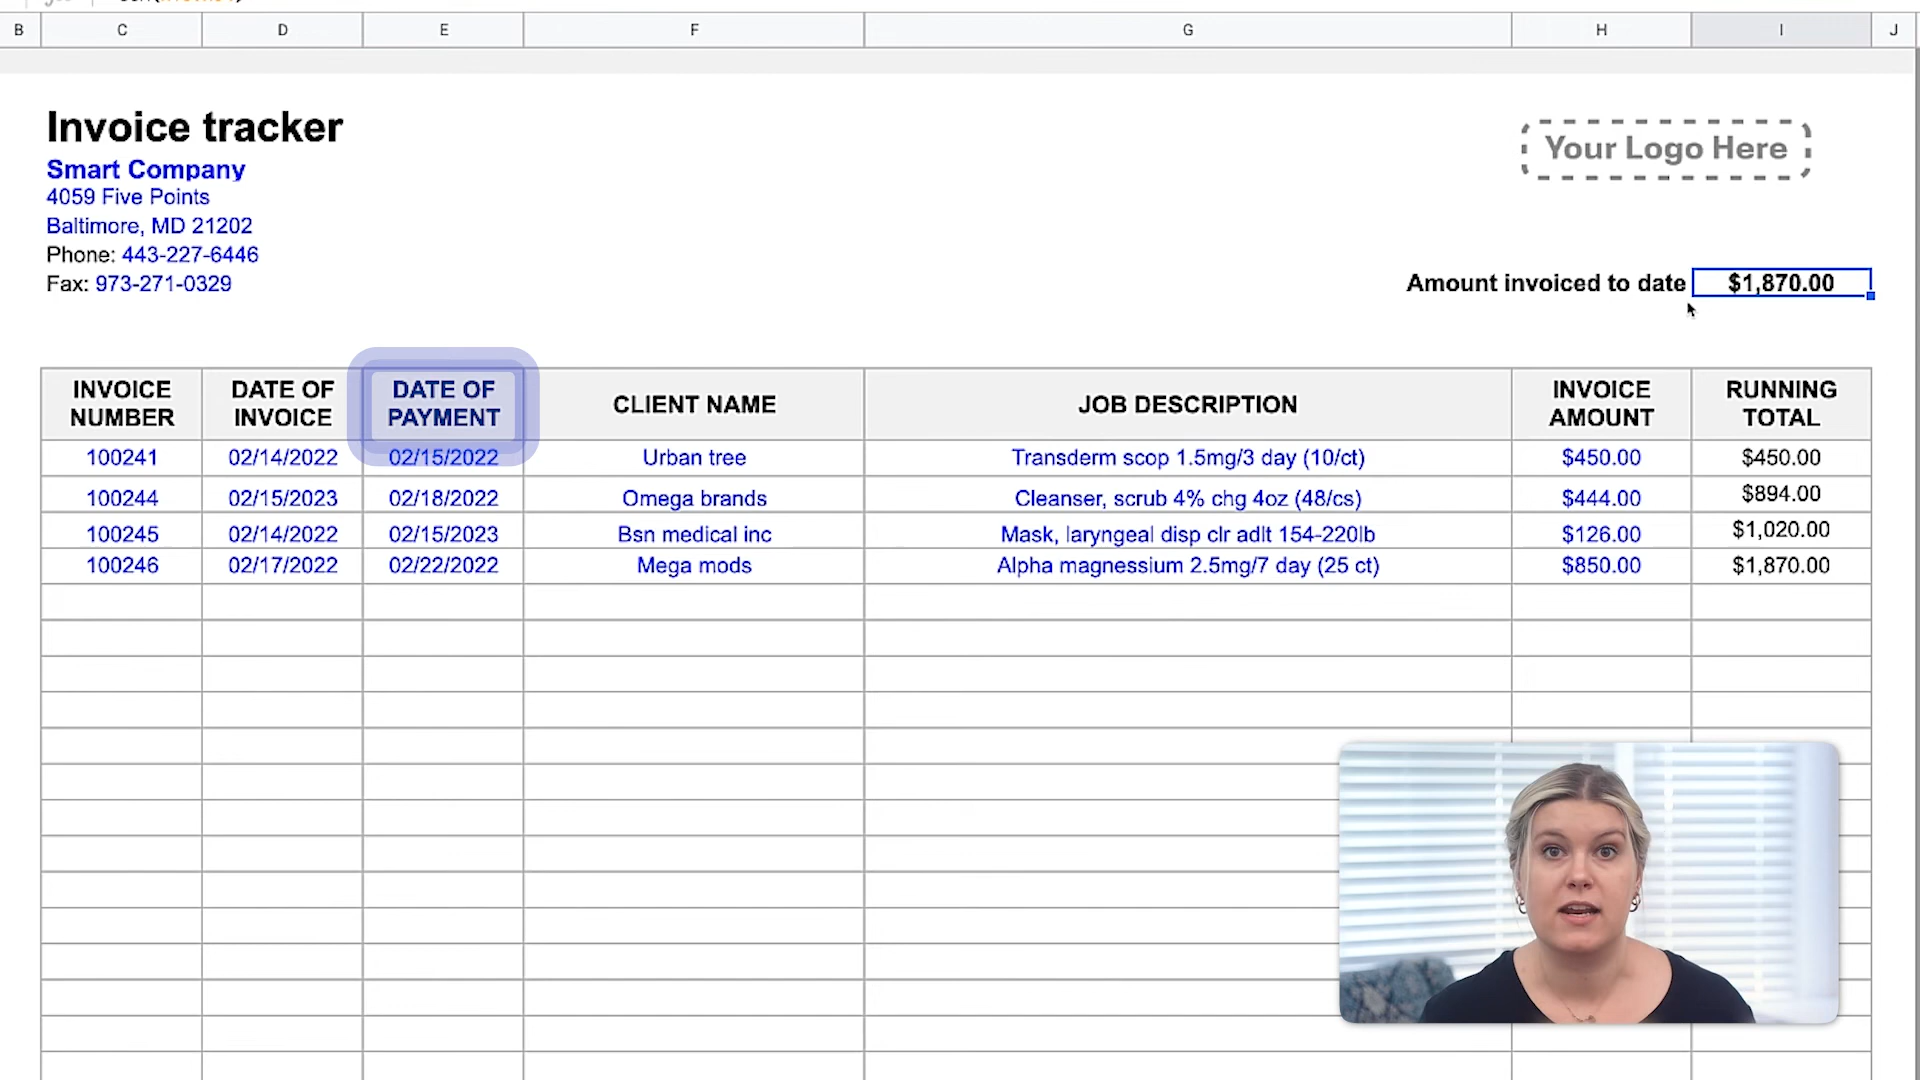 B C D E F G H I J
Invoice tracker
Your Logo Here
Smart Company
4059 Five Points
Baltimore, MD 21202
Phone: 443-227-6446
Fax: 973-271-0329
Amount invoiced to date $1,870.00
INVOICE NUMBER DATE OF INVOICE DATE OF PAYMENT CLIENT NAME JOB DESCRIPTION INVOICE AMOUNT RUNNING TOTAL
100241 02/14/2022 02/15/2022 Urban tree Transderm scop 1.5mg/3 day (10/ct) $450.00 $450.00
100244 02/15/2023 02/18/2022 Omega brands Cleanser, scrub 4% chg 4oz (48/cs) $444.00 $894.00
100245 02/14/2022 02/15/2023 Bsn medical inc Mask, laryngeal disp clr adlt 154-220lb $126.00 $1,020.00
100246 02/17/2022 02/22/2022 Mega mods Alpha magnessium 2.5mg/7 day (25 ct) $850.00 $1,870.00